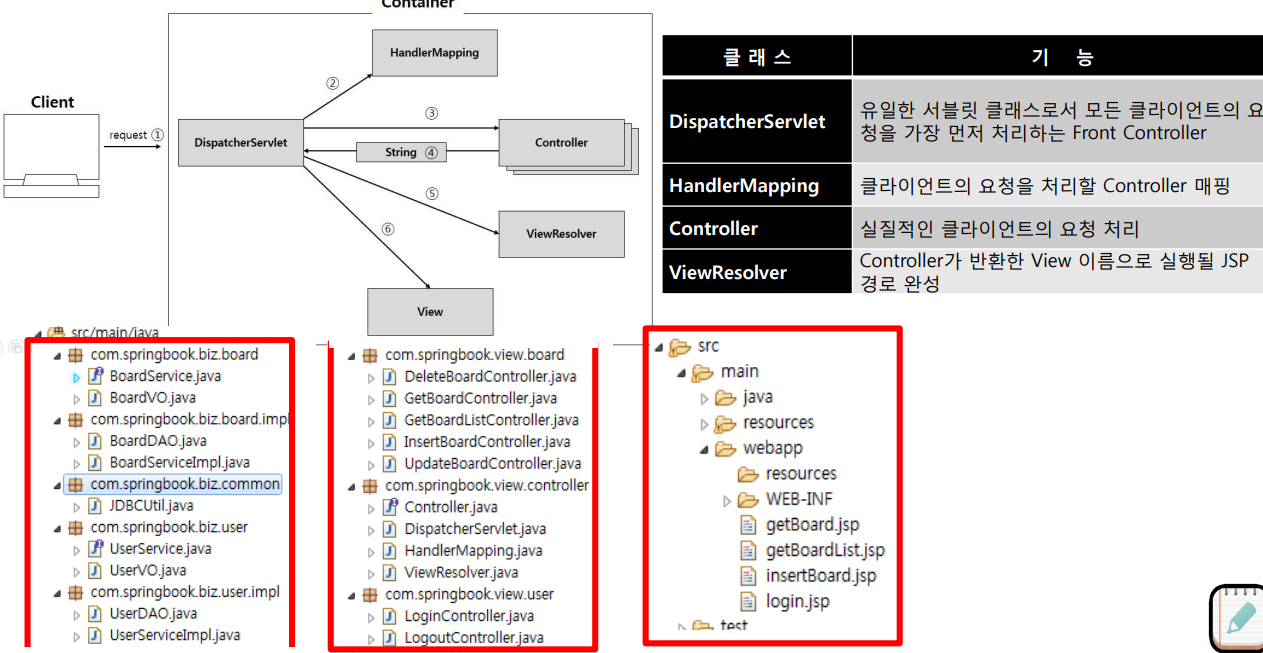 Container
HandlerMapping
②
Client
③
request ①
DispatcherServlet
Controller
String ④
⑤
⑥
ViewResolver
View
클 래 스
기 능
DispatcherServlet
유일한 서블릿 클래스로서 모든 클라이언트의 요
청을 가장 먼저 처리하는 Front Controller
HandlerMapping
클라이언트의 요청을 처리할 Controller 매핑
Controller
실질적인 클라이언트의 요청 처리
ViewResolver
Controller가 반환한 View 이름으로 실행될 JSP
경로 완성
src/main/java
com.springbook.biz.board
BoardService.java
BoardVO.java
com.springbook.biz.board.impl
BoardDAO.java
BoardServiceImpl.java
com.springbook.biz.common
JDBCUtil.java
com.springbook.biz.user
UserService.java
UserVO.java
com.springbook.biz.user.impl
UserDAO.java
UserServiceImpl.java
com.springbook.view.board
DeleteBoardController.java
GetBoardController.java
GetBoardListController.java
InsertBoardController.java
UpdateBoardController.java
com.springbook.view.controller
Controller.java
DispatcherServlet.java
HandlerMapping.java
ViewResolver.java
com.springbook.view.user
LoginController.java
LogoutController.java
src
main
java
resources
webapp
resources
WEB-INF
getBoard.jsp
getBoardList.jsp
insertBoard.jsp
login.jsp
test